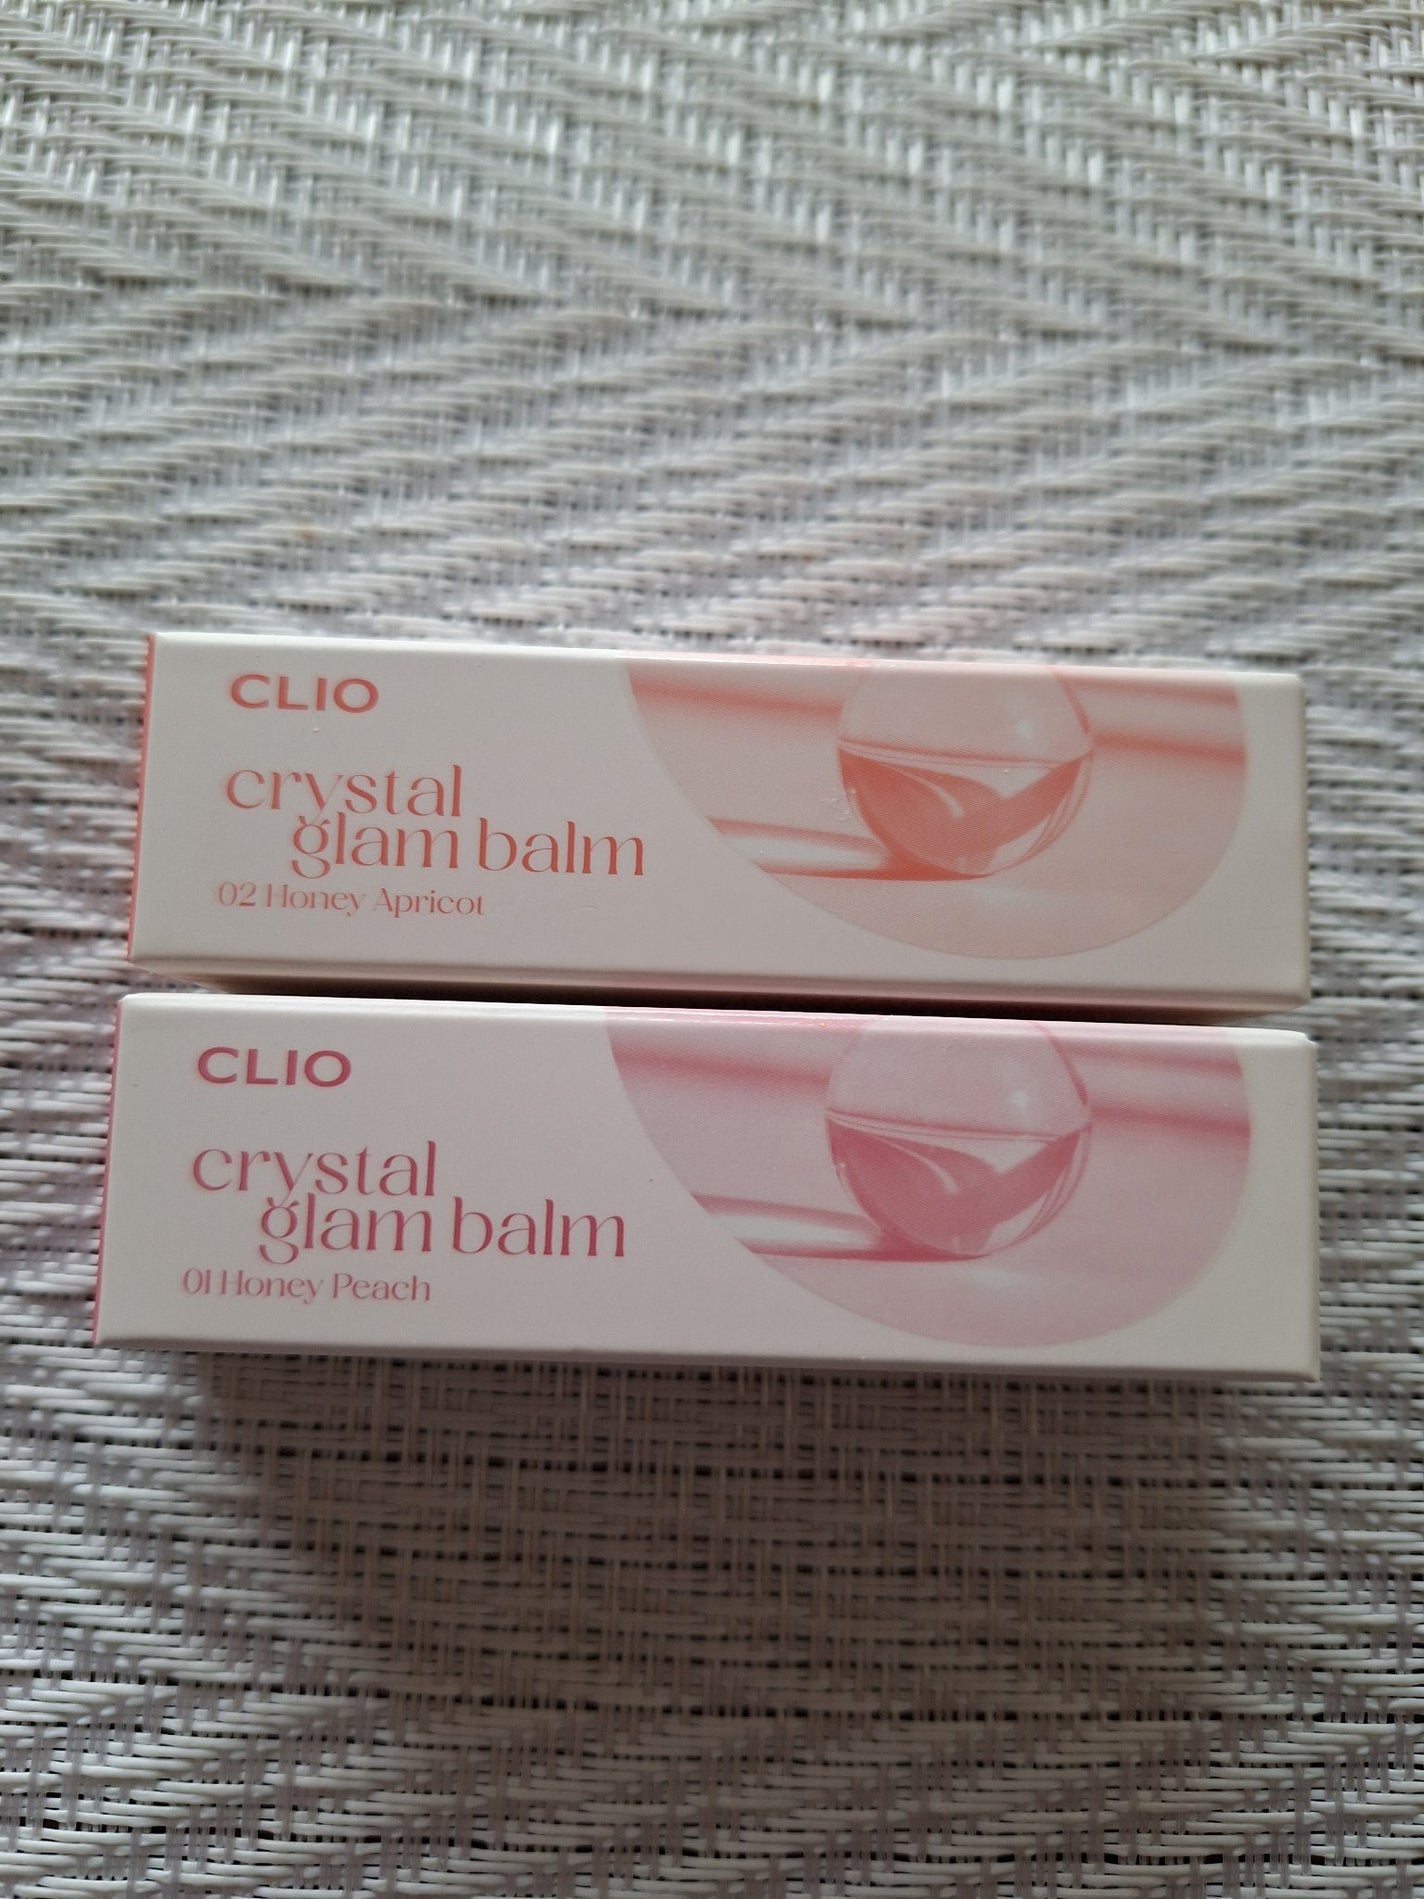 CLIO
crystal
glam balm
02 Honey Apricot
CLIO
crystal
glam balm
01 Honey Peach